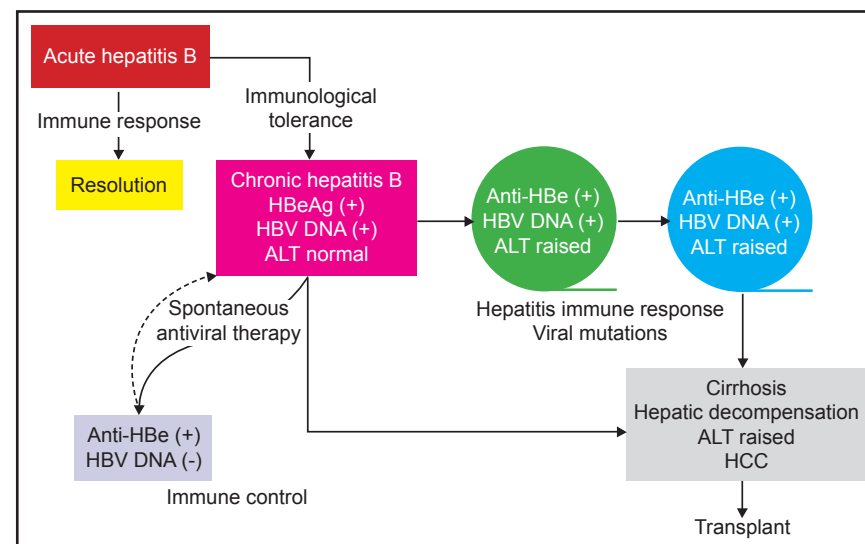 Acute hepatitis B
Immune response
Immunological
tolerance
Resolution
Chronic hepatitis B
HBeAg (+)
HBV DNA (+)
ALT normal
Anti-HBe (+)
HBV DNA (+)
ALT raised
Anti-HBe (+)
HBV DNA (+)
ALT raised
Spontaneous
antiviral therapy
Hepatitis immune response
Viral mutations
Anti-HBe (+)
HBV DNA (-)
Immune control
Cirrhosis
Hepatic decompensation
ALT raised
HCC
Transplant